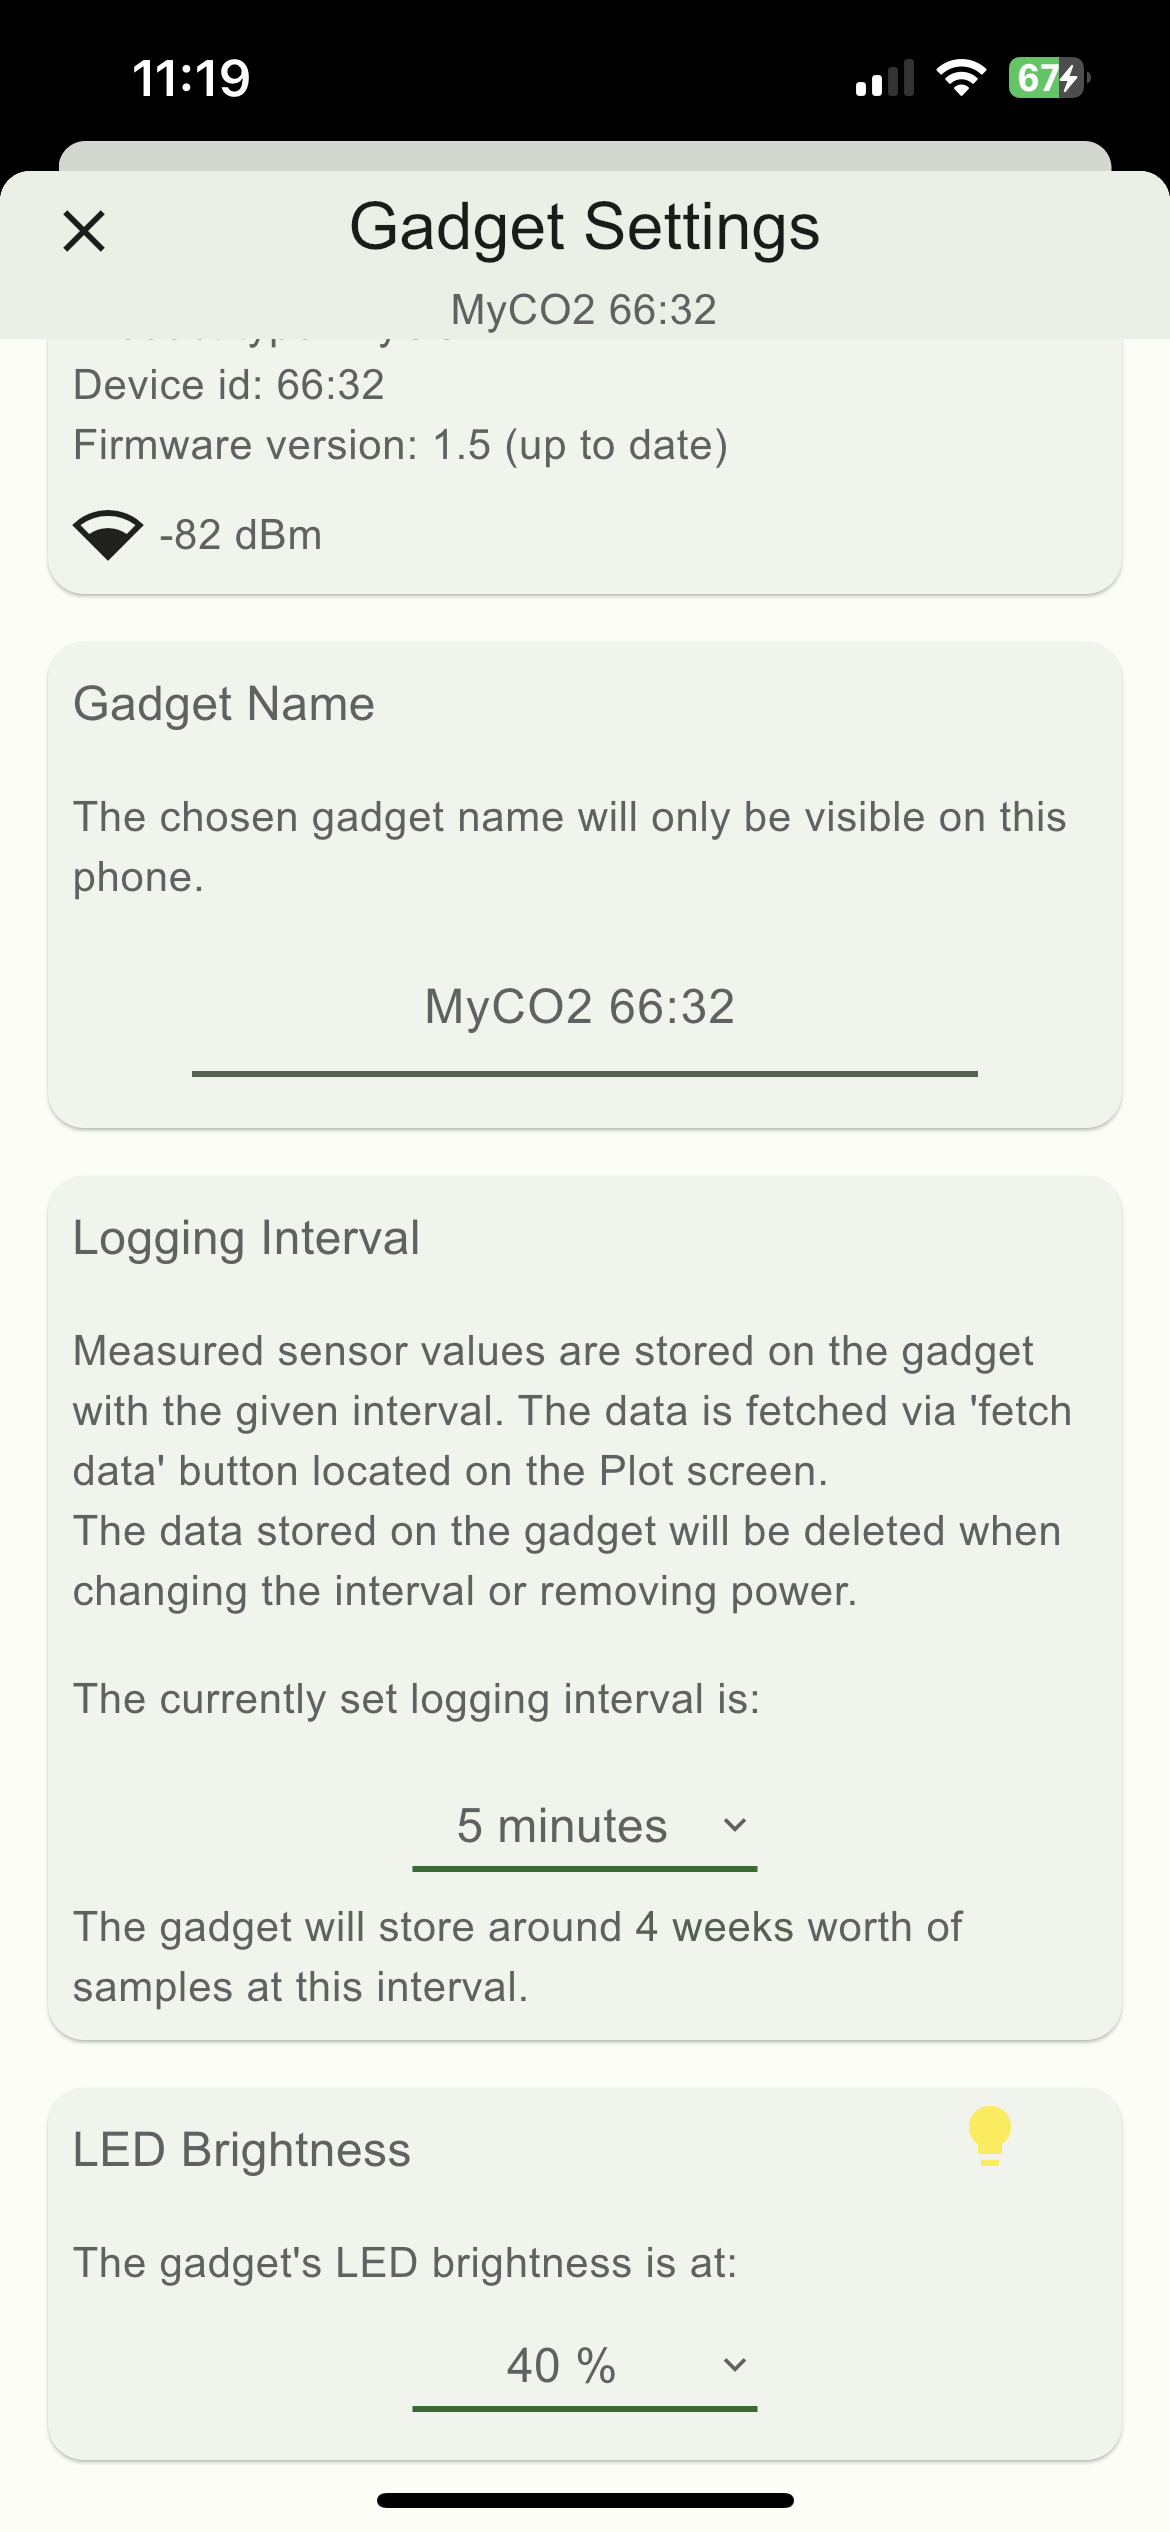 11:19
67
Gadget Settings
MyCO2 66:32
Device id: 66:32
Firmware version: 1.5 (up to date)
-82 dBm
Gadget Name
The chosen gadget name will only be visible on this
phone.
MyCO2 66:32
Logging Interval
Measured sensor values are stored on the gadget
with the given interval. The data is fetched via 'fetch
data' button located on the Plot screen.
The data stored on the gadget will be deleted when
changing the interval or removing power.
The currently set logging interval is:
5 minutes
The gadget will store around 4 weeks worth of
samples at this interval.
LED Brightness
The gadget's LED brightness is at:
40 %